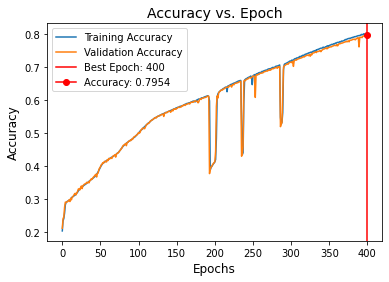 Accuracy vs. Epoch
Training Accuracy
Validation Accuracy
Best Epoch: 400
Accuracy: 0.7954
Accuracy
0.8
0.7
0.6
0.5
0.4
0.3
0.2
0 50 100 150 200 250 300 350 400
Epochs